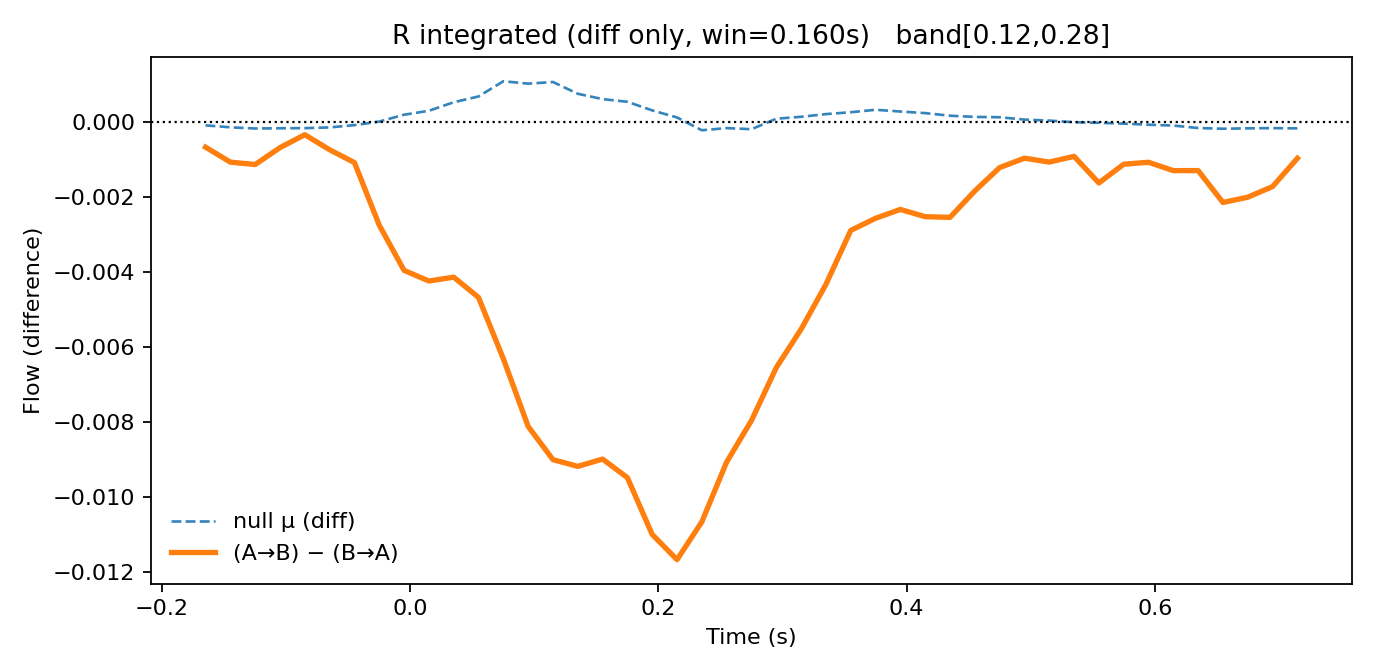 R integrated (diff only, win=0.160s)   band[0.12,0.28]
0.000
−0.002
−0.004
−0.006
−0.008
−0.010
−0.012
Flow (difference)
null μ (diff)
(A→B) − (B→A)
−0.2
0.0
0.2
0.4
0.6
Time (s)